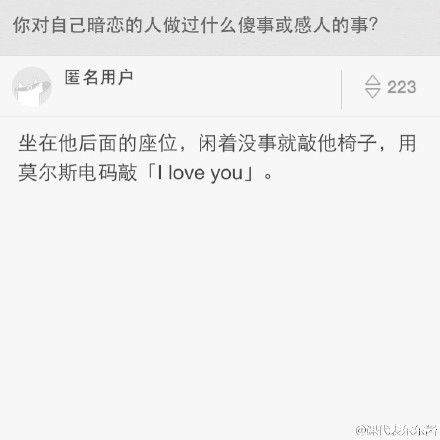 你对自己暗恋的人做过什么傻事或感人的事?
匿名用户
223
坐在他后面的座位，闲着没事就敲他椅子，用
莫尔斯电码敲「I love you」。